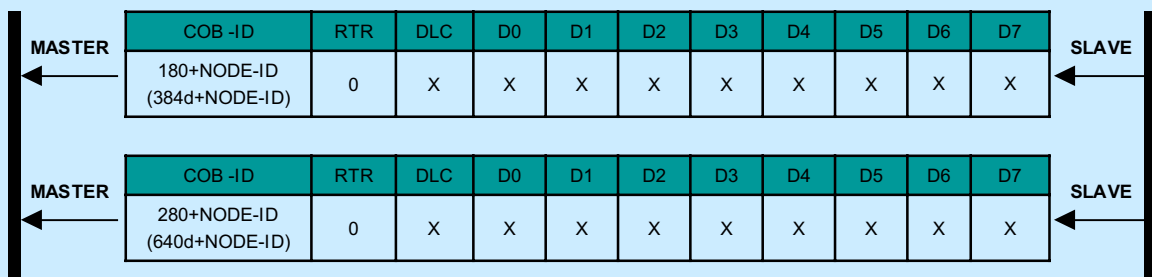 COB -ID RTR DLC D0 D1 D2 D3 D4 D5 D6 D7
MASTER 180+NODE-ID (384d+NODE-ID) 0 X X X X X X X X X SLAVE
COB -ID RTR DLC D0 D1 D2 D3 D4 D5 D6 D7
MASTER 280+NODE-ID (640d+NODE-ID) 0 X X X X X X X X X SLAVE